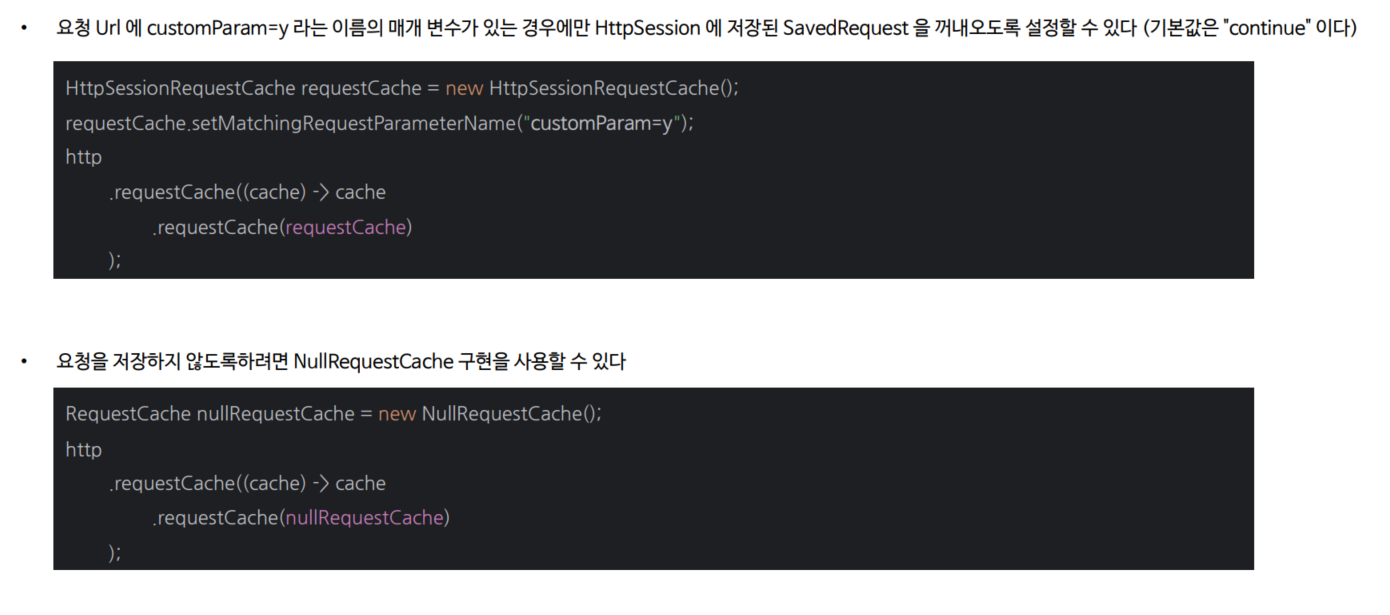 • 요청 Url 에 customParam=y 라는 이름의 매개 변수가 있는 경우에만 HttpSession 에 저장된 SavedRequest 을 꺼내오도록 설정할 수 있다 (기본값은 "continue" 이다)
HttpSessionRequestCache requestCache = new HttpSessionRequestCache();
requestCache.setMatchingRequestParameterName("customParam=y");
http
.requestCache((cache) -> cache
.requestCache(requestCache)
);
• 요청을 저장하지 않도록하려면 NullRequestCache 구현을 사용할 수 있다
RequestCache nullRequestCache = new NullRequestCache();
http
.requestCache((cache) -> cache
.requestCache(nullRequestCache)
);